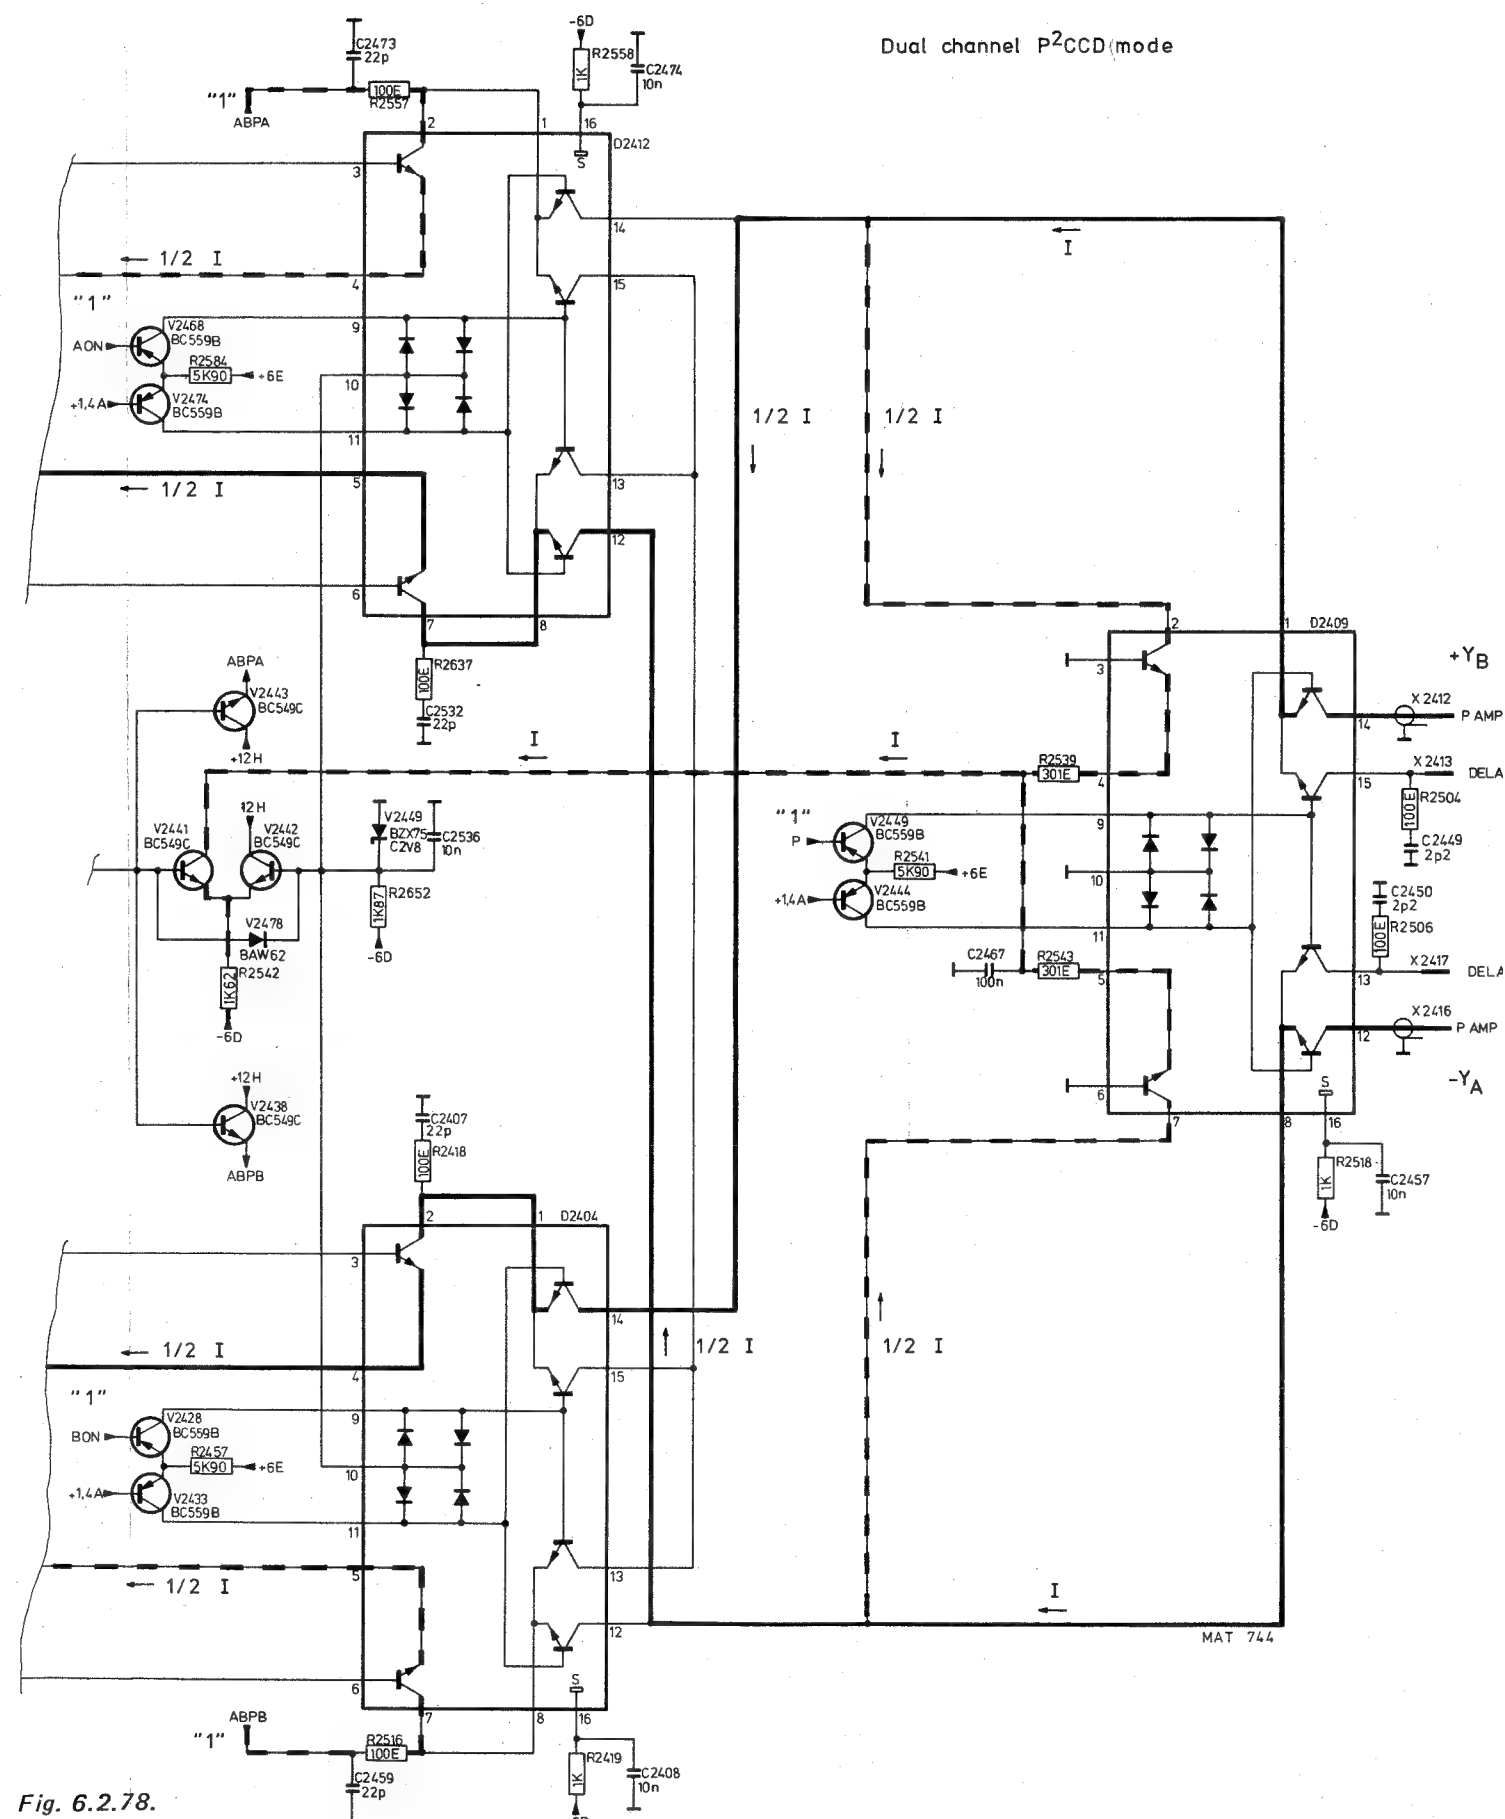 Dual channel P²CCD mode
-6D
C2473
22p
R2558
1K
C2474
10n
"1"
100E
R2557
ABPA
2
1
16
D2412
S
3
14
1/2 I
I
4
15
"1"
V2468
BC559B
9
AON
R2584
5K90
+6E
10
V2474
BC559B
+1,4A
11
1/2 I
1/2 I
5
13
1/2 I
12
6
7
8
2
1
D2409
ABPA
R2637
100E
3
+YB
V2443
BC549C
C2532
22p
X2412
P AMP
14
+12H
I
I
R2539
301E
X2413
DELA
4
15
R2504
100E
12H
V2449
BZX75
C2V8
C2536
10n
"1"
V2449
BC559B
9
V2441
BC549C
V2442
BC549C
P
C2449
2p2
R2541
5K90
+6E
10
R2652
1K87
+1,4A
V2444
BC559B
C2450
2p2
V2478
BAW62
11
R2506
100E
-6D
C2467
100n
R2543
301E
X2417
DELA
R2542
1K62
5
13
X2416
P AMP
-6D
12
+12H
6
S
-YA
V2438
BC549C
C2407
22p
7
8
16
R2418
100E
R2518
1K
C2457
10n
ABPB
-6D
2
1
D2404
3
14
1/2 I
1/2 I
1/2 I
4
15
"1"
V2428
BC559B
9
BON
R2457
5K90
+6E
10
+1,4A
V2433
BC559B
11
5
13
1/2 I
I
12
MAT 744
6
S
7
8
16
ABPB
"1"
R2516
100E
R2419
1K
C2408
10n
C2459
22p
Fig. 6.2.78.